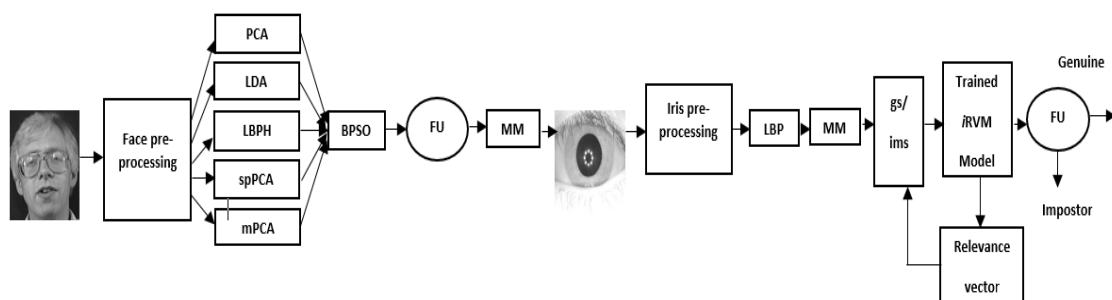 Face pre-
processing
PCA
LDA
LBPH
spPCA
mPCA
BPSO
FU
MM
Iris pre-
processing
LBP
MM
gs/
ims
Trained
iRVM
Model
Relevance
vector
FU
Genuine
Impostor